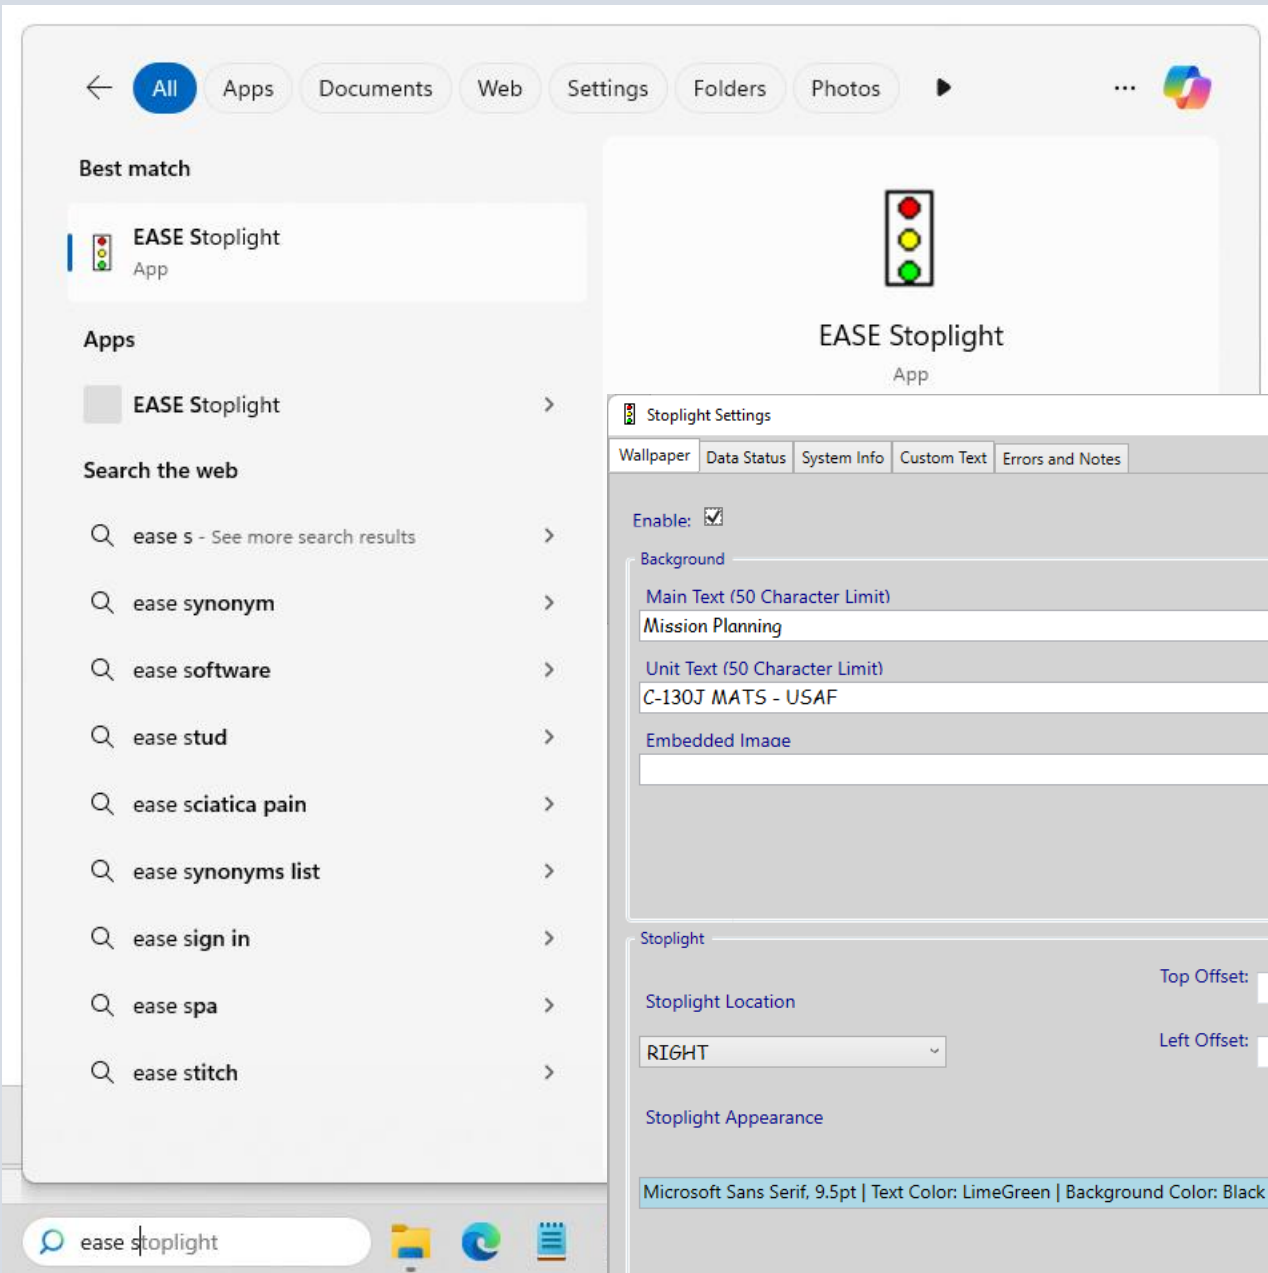 All
Apps
Documents
Web
Settings
Folders
Photos
Best match
EASE Stoplight
App
Apps
EASE Stoplight
Search the web
ease s - See more search results
ease synonym
ease software
ease stud
ease sciatica pain
ease synonyms list
ease sign in
ease spa
ease stitch
ease stoplight
EASE Stoplight
App
Stoplight Settings
Wallpaper
Data Status
System Info
Custom Text
Errors and Notes
Enable:
Background
Main Text (50 Character Limit)
Mission Planning
Unit Text (50 Character Limit)
C-130J MATS - USAF
Embedded Image
Stoplight
Top Offset:
Stoplight Location
Left Offset:
RIGHT
Stoplight Appearance
Microsoft Sans Serif, 9.5pt | Text Color: LimeGreen | Background Color: Black